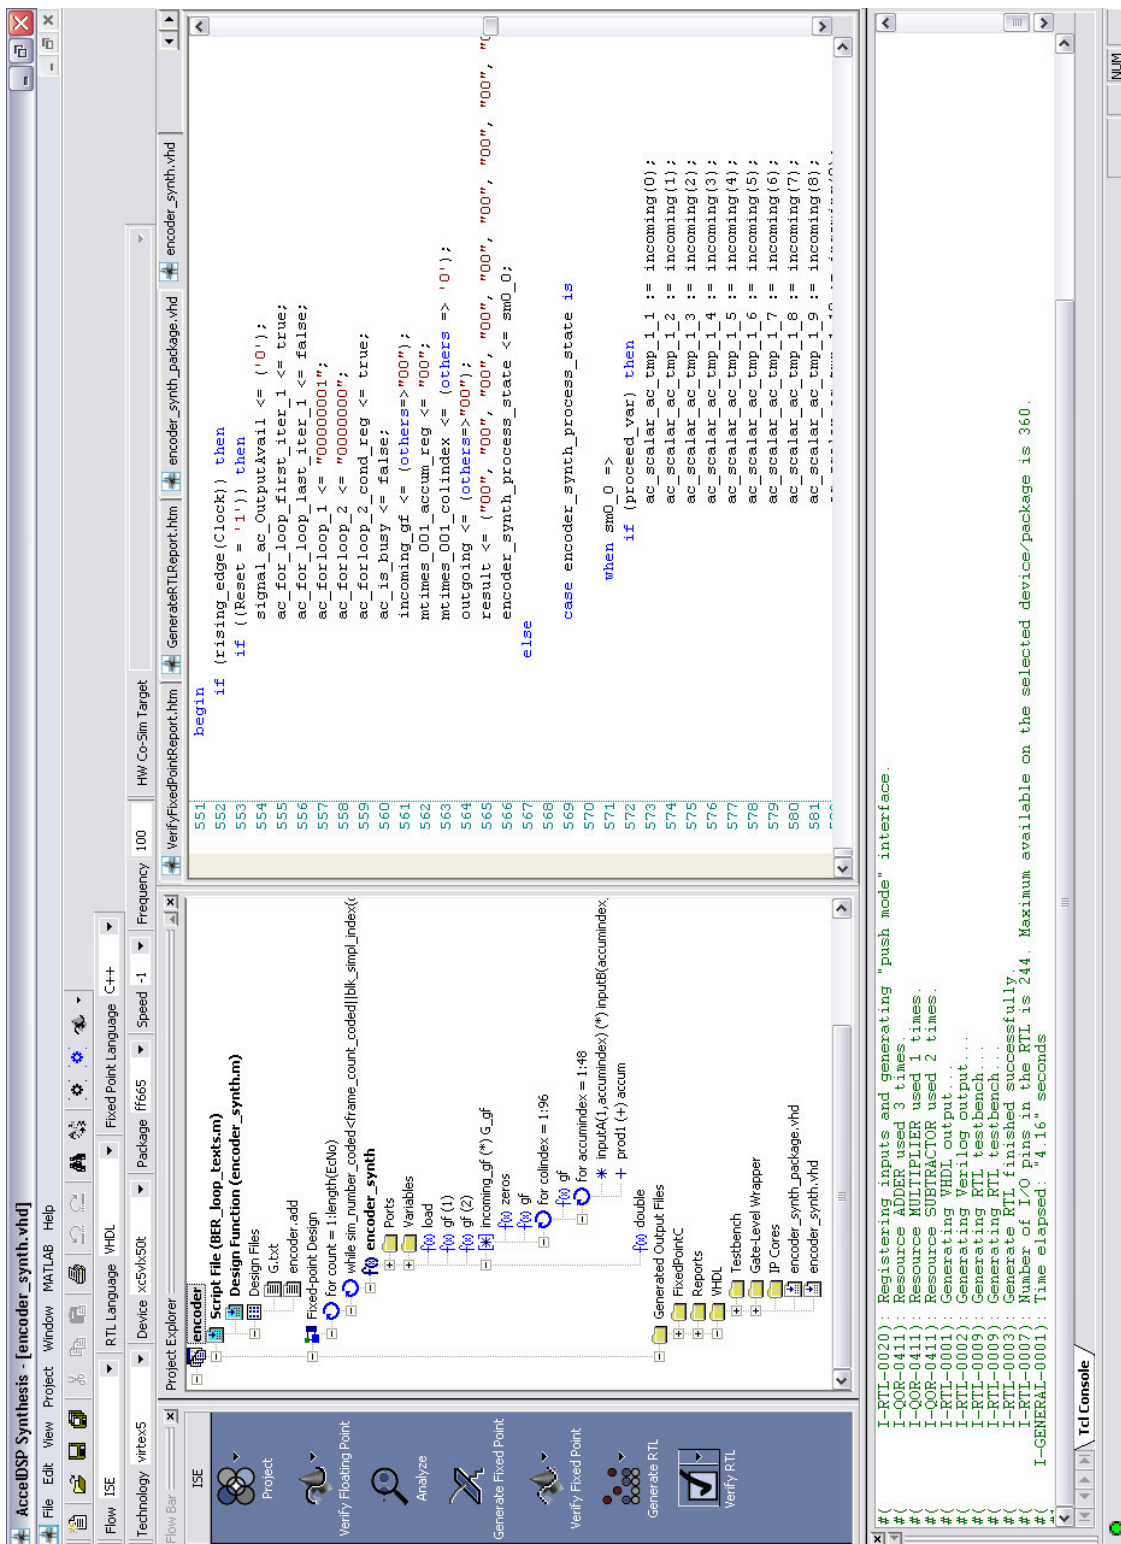 AccelDSP Synthesis - [encoder_synth.vhd]
File Edit View Project Window MATLAB Help
Flow ISE RTL Language VHDL Fixed Point Language C++
Technology virtex5 Device xc5vlx50t Package ff665 Speed -1 Frequency 100 HW Co-Sim Target
Flow Bar
ISE
Project
Verify Floating Point
Analyze
Generate Fixed Point
Verify Fixed Point
Generate RTL
Verify RTL
Project Explorer
encoder
Script File (BER_loop_texts.m)
Design Function (encoder_synth.m)
Design Files
G.txt
encoder.add
Fixed-point Design
for count = 1:length(EcNo)
while sim_number_coded<frame_count_coded||blk_simpl_index(
f(x) encoder_synth
Ports
Variables
f(x) load
f(x) gf (1)
f(x) gf (2)
[*] incoming_gf (*) G_gf
f(x) zeros
f(x) gf
for colindex = 1:96
f(x) gf
for accumindex = 1:48
* inputA(1,accumindex) (*) inputB(accumindex,
+ prod1 (+) accum
f(x) double
Generated Output Files
FixedPointC
Reports
VHDL
Testbench
Gate-Level Wrapper
IP Cores
encoder_synth_package.vhd
encoder_synth.vhd
VerifyFixedPointReport.htm GenerateRTLReport.htm encoder_synth_package.vhd encoder_synth.vhd
551 begin
552 if (rising_edge(Clock)) then
553 if ((Reset = '1')) then
554 signal_ac_OutputAvail <= ('0');
555 ac_for_loop_first_iter_1 <= true;
556 ac_for_loop_last_iter_1 <= false;
557 ac_forloop_1 <= "00000001";
558 ac_forloop_2 <= "0000000";
559 ac_forloop_2_cond_reg <= true;
560 ac_is_busy <= false;
561 incoming_gf <= (others=>"00");
562 mtimes_001_accum_reg <= "00";
563 mtimes_001_colindex <= (others => '0');
564 outgoing <= (others=>"00");
565 result <= ("00", "00", "00", "00", "00", "00", "00", "00", "0
566 encoder_synth_process_state <= sm0_0;
567 else
568
569 case encoder_synth_process_state is
570
571 when sm0_0 =>
572 if (proceed_var) then
573 ac_scalar_ac_tmp_1_1 := incoming(0);
574 ac_scalar_ac_tmp_1_2 := incoming(1);
575 ac_scalar_ac_tmp_1_3 := incoming(2);
576 ac_scalar_ac_tmp_1_4 := incoming(3);
577 ac_scalar_ac_tmp_1_5 := incoming(4);
578 ac_scalar_ac_tmp_1_6 := incoming(5);
579 ac_scalar_ac_tmp_1_7 := incoming(6);
580 ac_scalar_ac_tmp_1_8 := incoming(7);
581 ac_scalar_ac_tmp_1_9 := incoming(8);
#( I-RTL-0020): Registering inputs and generating "push mode" interface.
#( I-QOR-0411): Resource ADDER used 3 times.
#( I-QOR-0411): Resource MULTIPLIER used 1 times.
#( I-QOR-0411): Resource SUBTRACTOR used 2 times.
#( I-RTL-0001): Generating VHDL output...
#( I-RTL-0002): Generating Verilog output...
#( I-RTL-0009): Generating RTL testbench...
#( I-RTL-0009): Generating RTL testbench...
#( I-RTL-0003): Generate RTL finished successfully.
#( I-RTL-0007): Number of I/O pins in the RTL is 244. Maximum available on the selected device/package is 360.
#( I-GENERAL-0001): Time elapsed: "4.16" seconds
Tcl Console
NUM